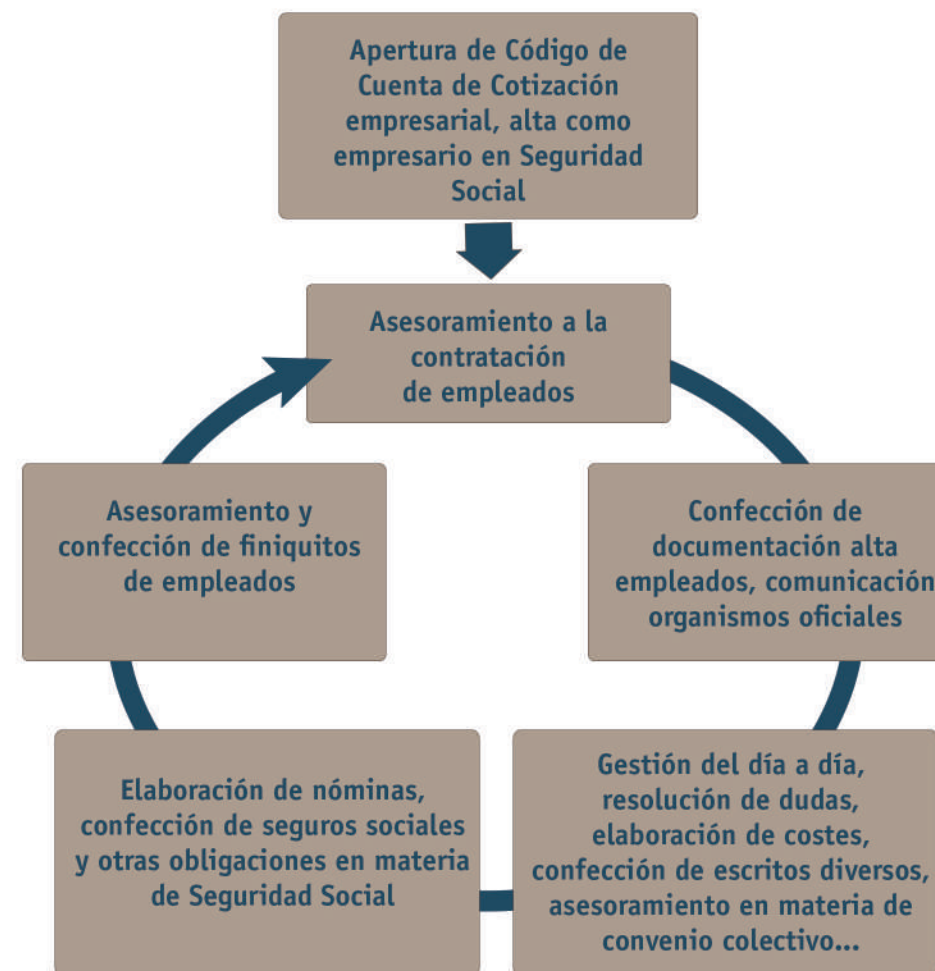 Apertura de Código de
Cuenta de Cotización
empresarial, alta como
empresario en Seguridad
Social
Asesoramiento a la
contratación
de empleados
Confección de
documentación alta
empleados, comunicación
organismos oficiales
Gestión del día a día,
resolución de dudas,
elaboración de costes,
confección de escritos diversos,
asesoramiento en materia de
convenio colectivo...
Elaboración de nóminas,
confección de seguros sociales
y otras obligaciones en materia
de Seguridad Social
Asesoramiento y
confección de finiquitos
de empleados